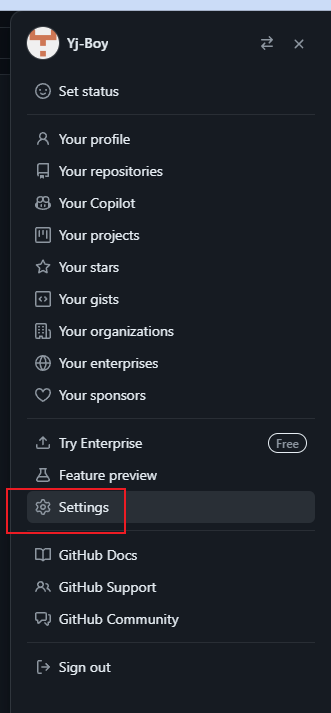 Yj-Boy
Set status
Your profile
Your repositories
Your Copilot
Your projects
Your stars
Your gists
Your organizations
Your enterprises
Your sponsors
Try Enterprise Free
Feature preview
Settings
GitHub Docs
GitHub Support
GitHub Community
Sign out